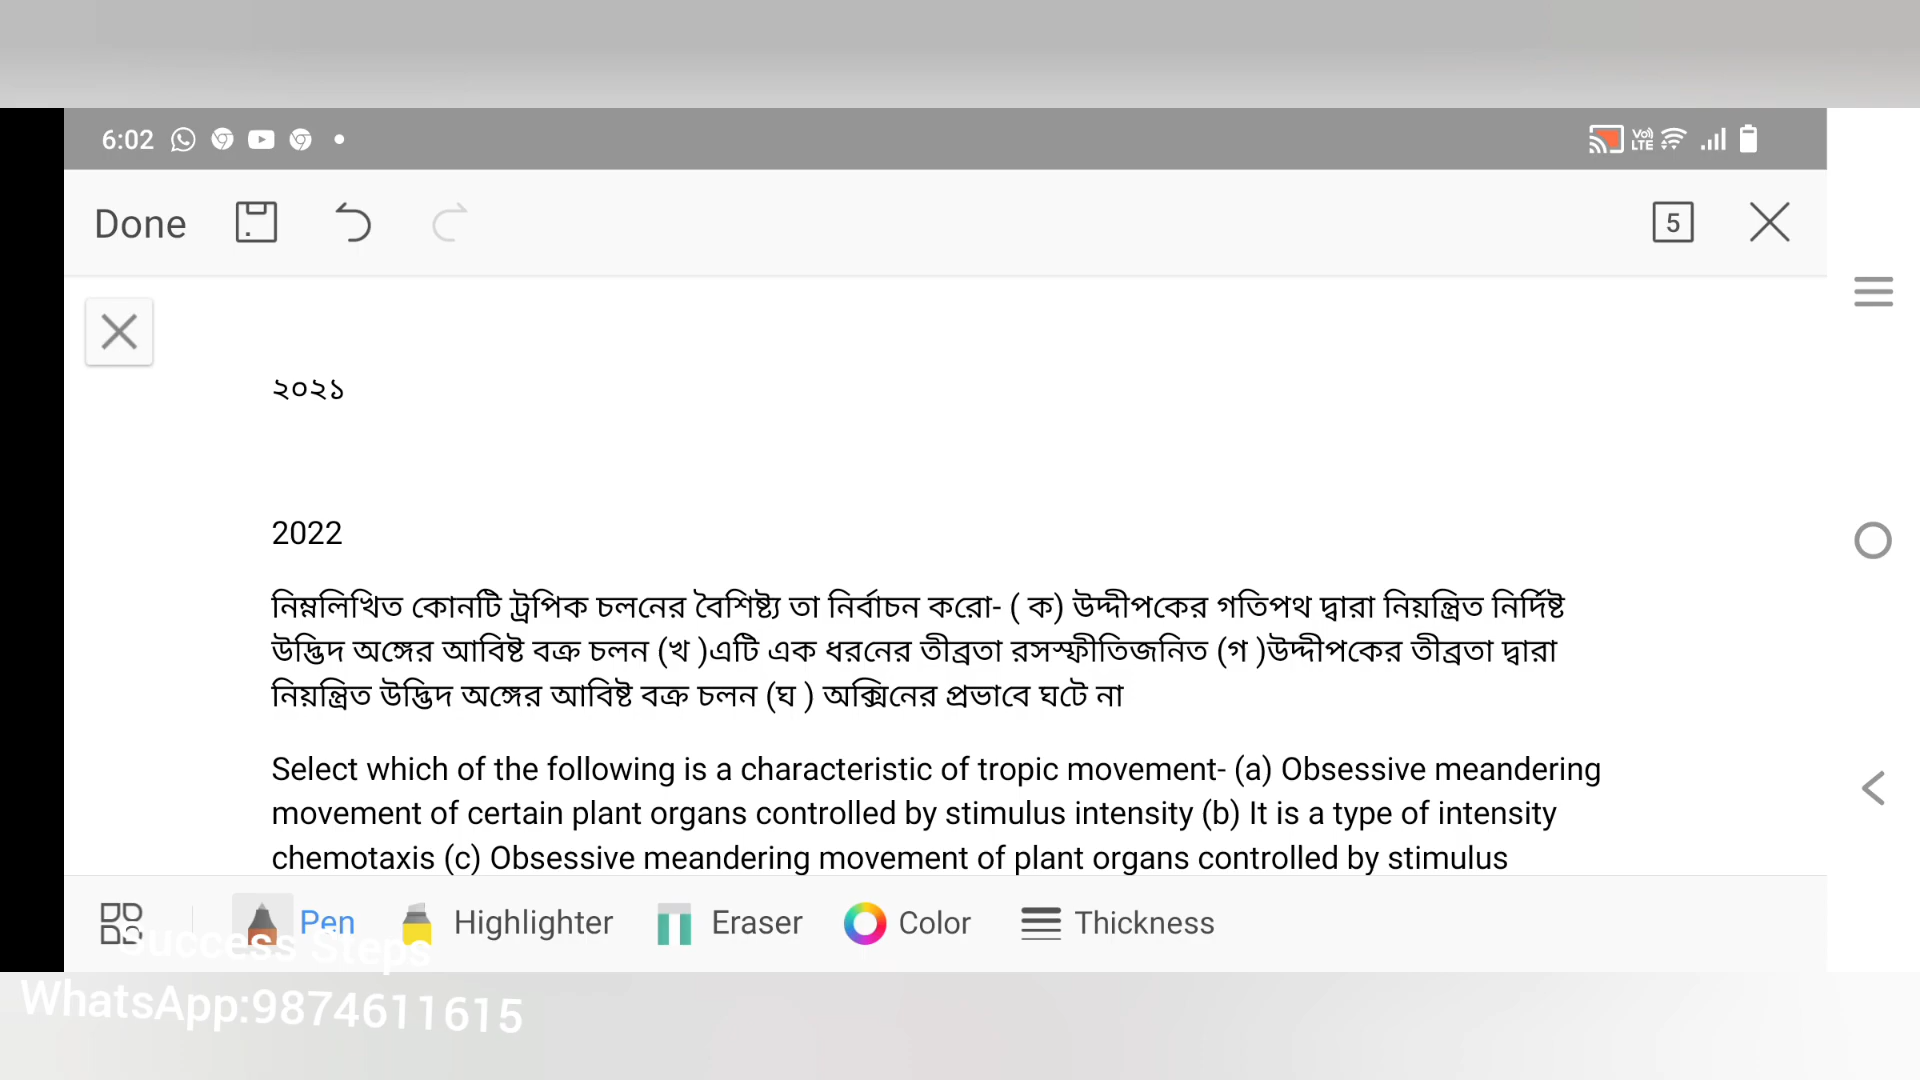 6:02
Vo) LTE
Done
5
২০২১
2022
নিম্নলিখিত কোনটি ট্রপিক চলনের বৈশিষ্ট্য তা নির্বাচন করো- ( ক) উদ্দীপকের গতিপথ দ্বারা নিয়ন্ত্রিত নির্দিষ্ট
উদ্ভিদ অঙ্গের আবিষ্ট বক্র চলন (খ )এটি এক ধরনের তীব্রতা রসস্ফীতিজনিত (গ )উদ্দীপকের তীব্রতা দ্বারা
নিয়ন্ত্রিত উদ্ভিদ অঙ্গের আবিষ্ট বক্র চলন (ঘ ) অক্সিনের প্রভাবে ঘটে না
Select which of the following is a characteristic of tropic movement- (a) Obsessive meandering
movement of certain plant organs controlled by stimulus intensity (b) It is a type of intensity
chemotaxis (c) Obsessive meandering movement of plant organs controlled by stimulus
Pen Highlighter Eraser Color Thickness
Success Steps
WhatsApp:9874611615